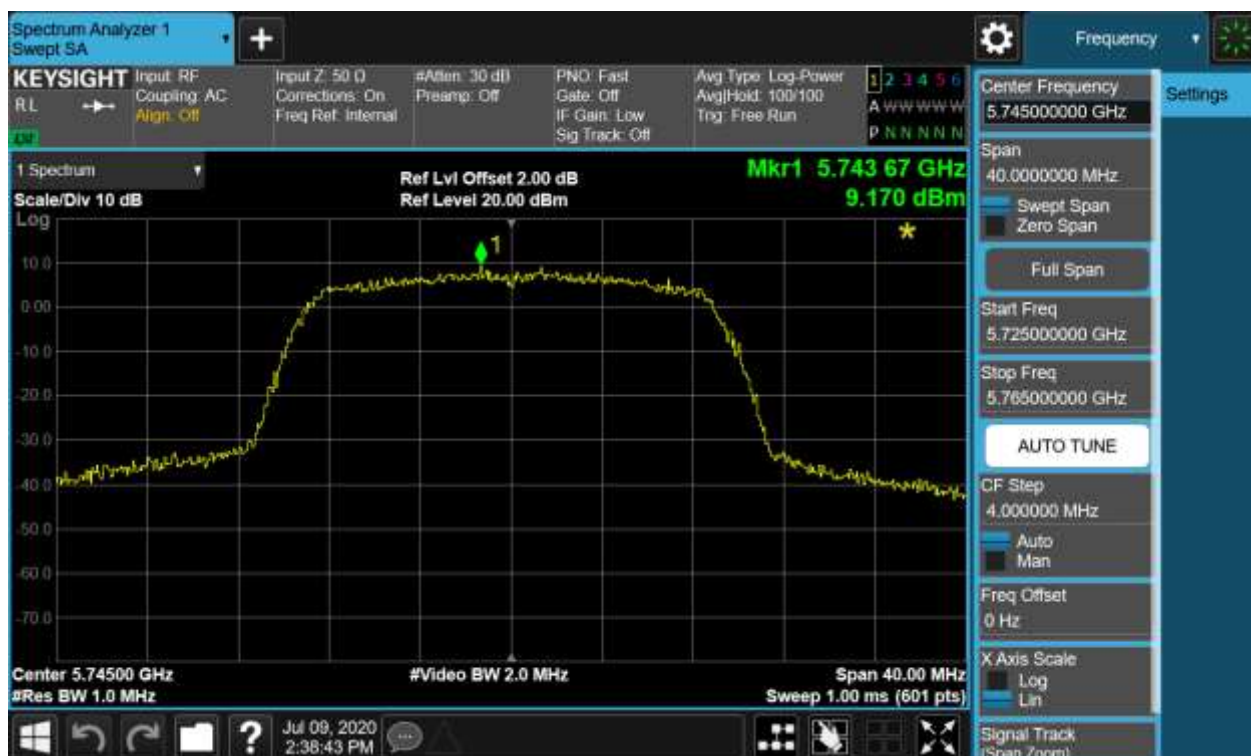 Spectrum Analyzer 1
Swept SA
+
Frequency
KEYSIGHT
RL
Input: RF
Coupling: AC
Align: Off
Input Z: 50 Ω
Corrections: On
Freq Ref: Internal
#Atten: 30 dB
Preamp: Off
PNO: Fast
Gate: Off
IF Gain: Low
Sig Track: Off
Avg Type: Log-Power
Avg|Hold: 100/100
Trig: Free Run
1 2 3 4 5 6
A W W W W W
P N N N N N
1 Spectrum
Scale/Div 10 dB
Log
Ref Lvl Offset 2.00 dB
Ref Level 20.00 dBm
Mkr1 5.743 67 GHz
9.170 dBm
1
*
10.0
0.00
-10.0
-20.0
-30.0
-40.0
-50.0
-60.0
-70.0
Center 5.74500 GHz
#Res BW 1.0 MHz
#Video BW 2.0 MHz
Span 40.00 MHz
Sweep 1.00 ms (601 pts)
?
Jul 09, 2020
2:38:43 PM
Center Frequency
5.745000000 GHz
Span
40.0000000 MHz
Swept Span
Zero Span
Full Span
Start Freq
5.725000000 GHz
Stop Freq
5.765000000 GHz
AUTO TUNE
CF Step
4.000000 MHz
Auto
Man
Freq Offset
0 Hz
X Axis Scale
Log
Lin
Signal Track
(Span Zoom)
Settings